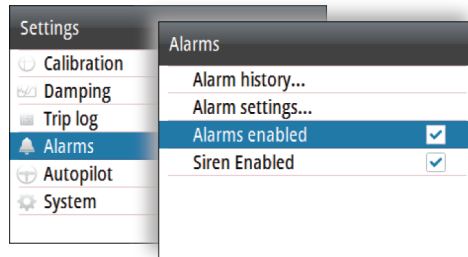 Settings
Calibration
Damping
Trip log
Alarms
Autopilot
System
Alarms
Alarm history...
Alarm settings...
Alarms enabled
Siren Enabled